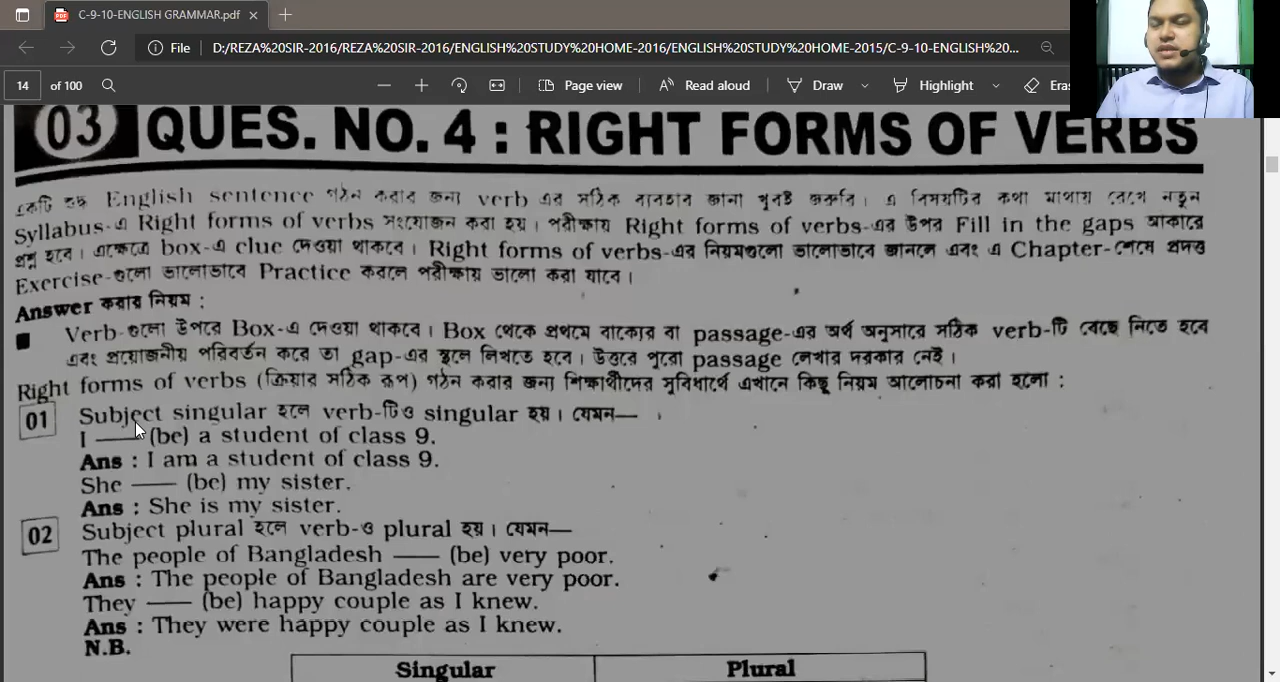 C-9-10-ENGLISH GRAMMAR.pdf
File D:/REZA%20SIR-2016/REZA%20SIR-2016/ENGLISH%20STUDY%20HOME-2016/ENGLISH%20STUDY%20HOME-2015/C-9-10-ENGLISH%20...
14 of 100 Page view Read aloud Draw Highlight Eras
03 QUES. NO. 4 : RIGHT FORMS OF VERBS
একটি শুদ্ধ English sentence গঠন করার জন্য verb এর সঠিক ব্যবহার জানা খুবই জরুরি। এ বিষয়টির কথা মাথায় রেখে নতুন
Syllabus-এ Right forms of verbs সংযোজন করা হয়। পরীক্ষায় Right forms of verbs-এর উপর Fill in the gaps আকারে
প্রশ্ন হবে। এক্ষেত্রে box-এ clue দেওয়া থাকবে। Right forms of verbs-এর নিয়মগুলো ভালোভাবে জানলে এবং এ Chapter-শেষে প্রদত্ত
Exercise-গুলো ভালোভাবে Practice করলে পরীক্ষায় ভালো করা যাবে।
Answer করার নিয়ম :
Verb-গুলো উপরে Box-এ দেওয়া থাকবে। Box থেকে প্রথমে বাক্যের বা passage-এর অর্থ অনুসারে সঠিক verb-টি বেছে নিতে হবে
এবং প্রয়োজনীয় পরিবর্তন করে তা gap-এর স্থলে লিখতে হবে। উত্তরে পুরো passage লেখার দরকার নেই।
Right forms of verbs (ক্রিয়ার সঠিক রূপ) গঠন করার জন্য শিক্ষার্থীদের সুবিধার্থে এখানে কিছু নিয়ম আলোচনা করা হলো :
01 Subject singular হলে verb-টিও singular হয়। যেমন—
I —— (be) a student of class 9.
Ans : I am a student of class 9.
She —— (be) my sister.
Ans : She is my sister.
02 Subject plural হলে verb-ও plural হয়। যেমন—
The people of Bangladesh —— (be) very poor.
Ans : The people of Bangladesh are very poor.
They —— (be) happy couple as I knew.
Ans : They were happy couple as I knew.
N.B.
Singular Plural